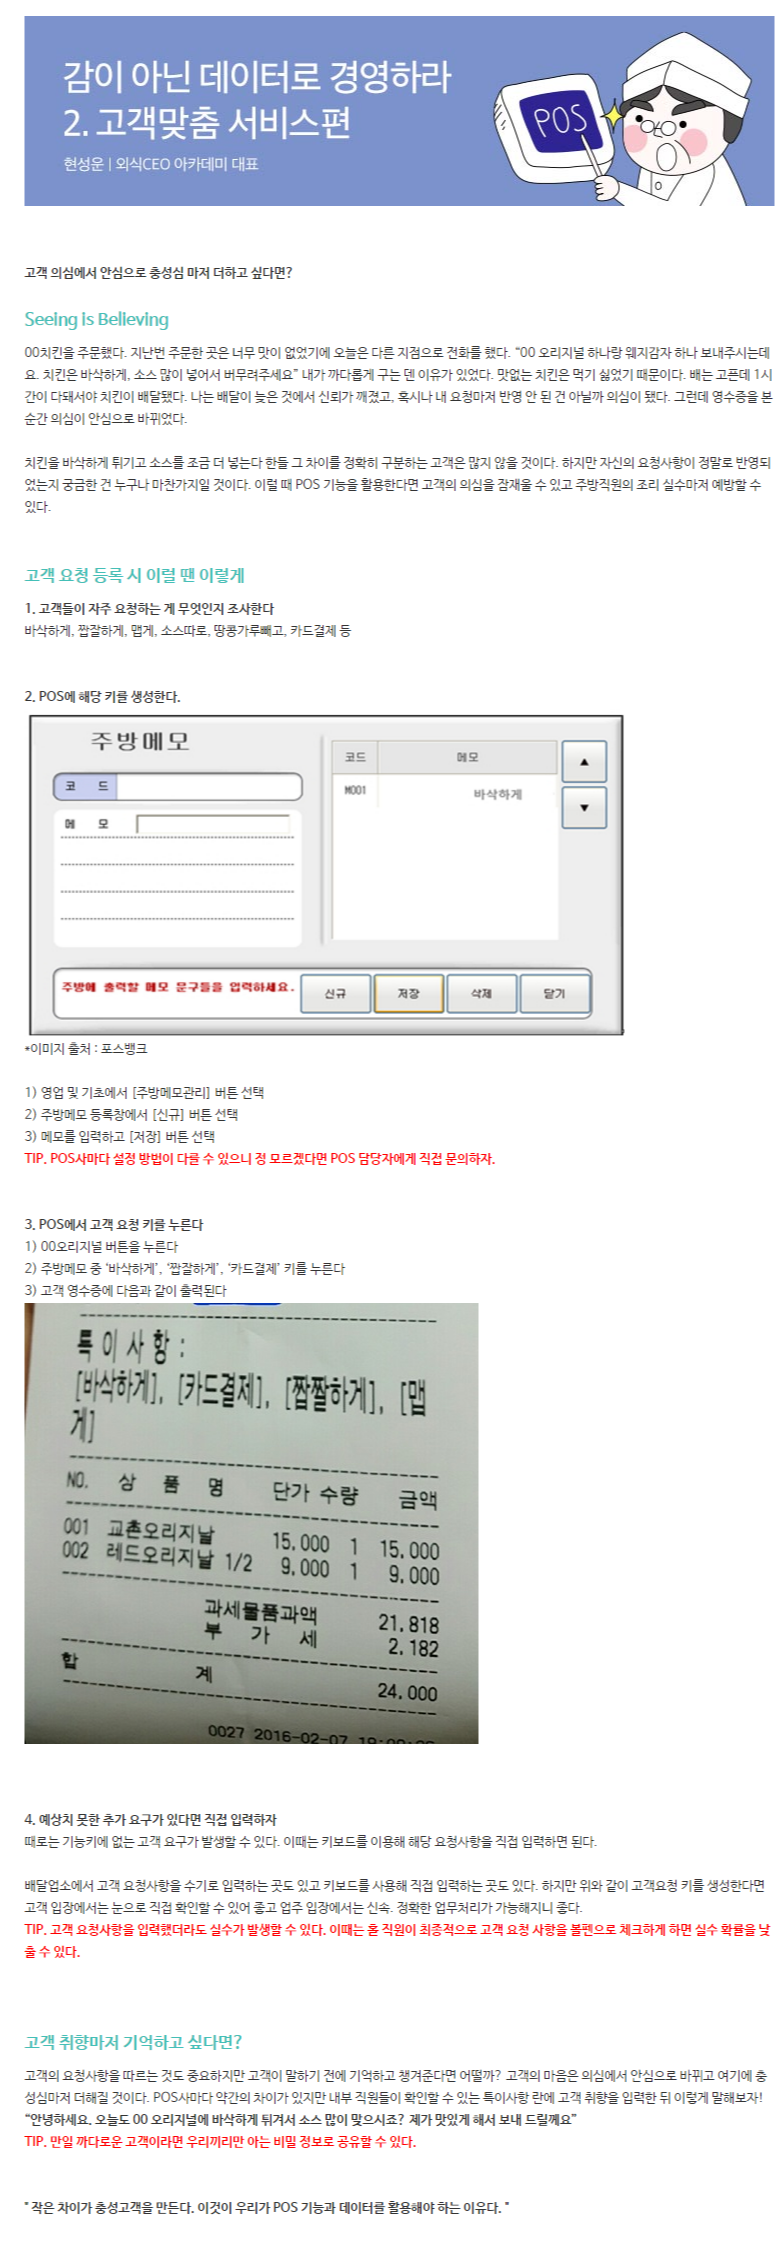 감이 아닌 데이터로 경영하라
2. 고객맞춤 서비스편
현성운 | 외식CEO 아카데미 대표
POS
고객 의심에서 안심으로 충성심 마저 더하고 싶다면?
Seeing is Believing
00치킨을 주문했다. 지난번 주문한 곳은 너무 맛이 없었기에 오늘은 다른 지점으로 전화를 했다. “00 오리지널 하나랑 웨지감자 하나 보내주시는데
요. 치킨은 바삭하게, 소스 많이 넣어서 버무려주세요” 내가 까다롭게 구는 덴 이유가 있었다. 맛없는 치킨은 먹기 싫었기 때문이다. 배는 고픈데 1시
간이 다돼서야 치킨이 배달됐다. 나는 배달이 늦은 것에서 신뢰가 깨졌고, 혹시나 내 요청마저 반영 안 된 건 아닐까 의심이 됐다. 그런데 영수증을 본
순간 의심이 안심으로 바뀌었다.
치킨을 바삭하게 튀기고 소스를 조금 더 넣는다 한들 그 차이를 정확히 구분하는 고객은 많지 않을 것이다. 하지만 자신의 요청사항이 정말로 반영되
었는지 궁금한 건 누구나 마찬가지일 것이다. 이럴 때 POS 기능을 활용한다면 고객의 의심을 잠재울 수 있고 주방직원의 조리 실수마저 예방할 수
있다.
고객 요청 등록 시 이럴 땐 이렇게
1. 고객들이 자주 요청하는 게 무엇인지 조사한다
바삭하게, 짭잘하게, 맵게, 소스따로, 땅콩가루빼고, 카드결제 등
2. POS에 해당 키를 생성한다.
주방메모
코 드
메 모
코드 메모
M001 바삭하게
▲
▼
주방에 출력할 메모 문구들을 입력하세요.
신규 저장 삭제 닫기
*이미지 출처 : 포스뱅크
1) 영업 및 기초에서 [주방메모관리] 버튼 선택
2) 주방메모 등록창에서 [신규] 버튼 선택
3) 메모를 입력하고 [저장] 버튼 선택
TIP. POS사마다 설정 방법이 다를 수 있으니 정 모르겠다면 POS 담당자에게 직접 문의하자.
3. POS에서 고객 요청 키를 누른다
1) 00오리지널 버튼을 누른다
2) 주방메모 중 ‘바삭하게’, ‘짭잘하게’, ‘카드결제’ 키를 누른다
3) 고객 영수증에 다음과 같이 출력된다
특이사항 :
[바삭하게], [카드결제], [짭짤하게], [맵
게]
NO. 상 품 명 단가 수량 금액
001 교촌오리지날 15,000 1 15,000
002 레드오리지날 1/2 9,000 1 9,000
과세물품과액 21,818
부 가 세 2,182
합 계 24,000
0027 2016-02-07
4. 예상치 못한 추가 요구가 있다면 직접 입력하자
때로는 기능키에 없는 고객 요구가 발생할 수 있다. 이때는 키보드를 이용해 해당 요청사항을 직접 입력하면 된다.
배달업소에서 고객 요청사항을 수기로 입력하는 곳도 있고 키보드를 사용해 직접 입력하는 곳도 있다. 하지만 위와 같이 고객요청 키를 생성한다면
고객 입장에서는 눈으로 직접 확인할 수 있어 좋고 업주 입장에서는 신속. 정확한 업무처리가 가능해지니 좋다.
TIP. 고객 요청사항을 입력했더라도 실수가 발생할 수 있다. 이때는 홀 직원이 최종적으로 고객 요청 사항을 볼펜으로 체크하게 하면 실수 확률을 낮
출 수 있다.
고객 취향마저 기억하고 싶다면?
고객의 요청사항을 따르는 것도 중요하지만 고객이 말하기 전에 기억하고 챙겨준다면 어떨까? 고객의 마음은 의심에서 안심으로 바뀌고 여기에 충
성심마저 더해질 것이다. POS사마다 약간의 차이가 있지만 내부 직원들이 확인할 수 있는 특이사항 란에 고객 취향을 입력한 뒤 이렇게 말해보자!
“안녕하세요. 오늘도 00 오리지널에 바삭하게 튀겨서 소스 많이 맞으시죠? 제가 맛있게 해서 보내 드릴께요”
TIP. 만일 까다로운 고객이라면 우리끼리만 아는 비밀 정보로 공유할 수 있다.
" 작은 차이가 충성고객을 만든다. 이것이 우리가 POS 기능과 데이터를 활용해야 하는 이유다. "